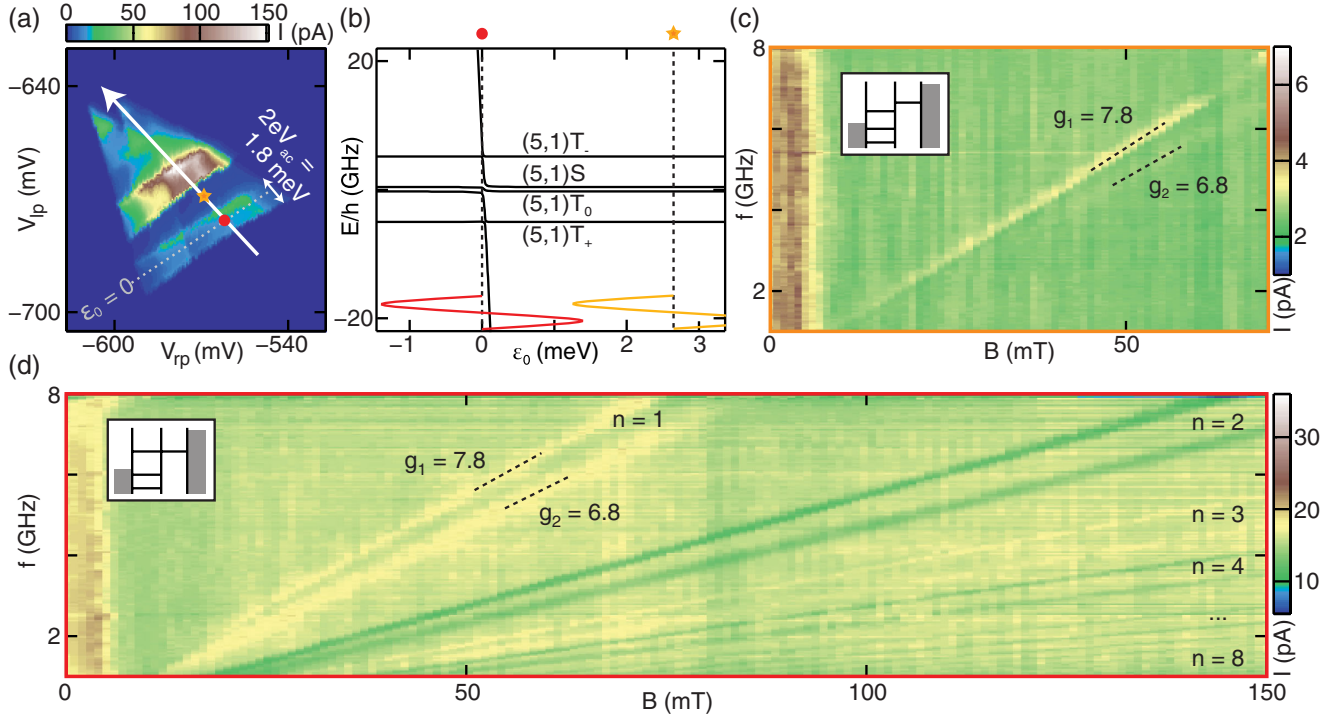 (a)
0 50 100 150 I (pA)
−640
−700
V_lp (mV)
−600 −540
V_rp (mV)
2eV_ac =
1.8 meV
ε_0 = 0
(b)
20
−20
E/h (GHz)
(5,1)T_-
(5,1)S
(5,1)T_0
(5,1)T_+
−1 0 1 2 3
ε_0 (meV)
(c)
8
2
f (GHz)
g_1 = 7.8
g_2 = 6.8
0 50
B (mT)
6
4
2
I (pA)
(d)
8
2
f (GHz)
g_1 = 7.8
g_2 = 6.8
n = 1
n = 2
n = 3
n = 4
...
n = 8
0 50 100 150
B (mT)
30
20
10
I (pA)